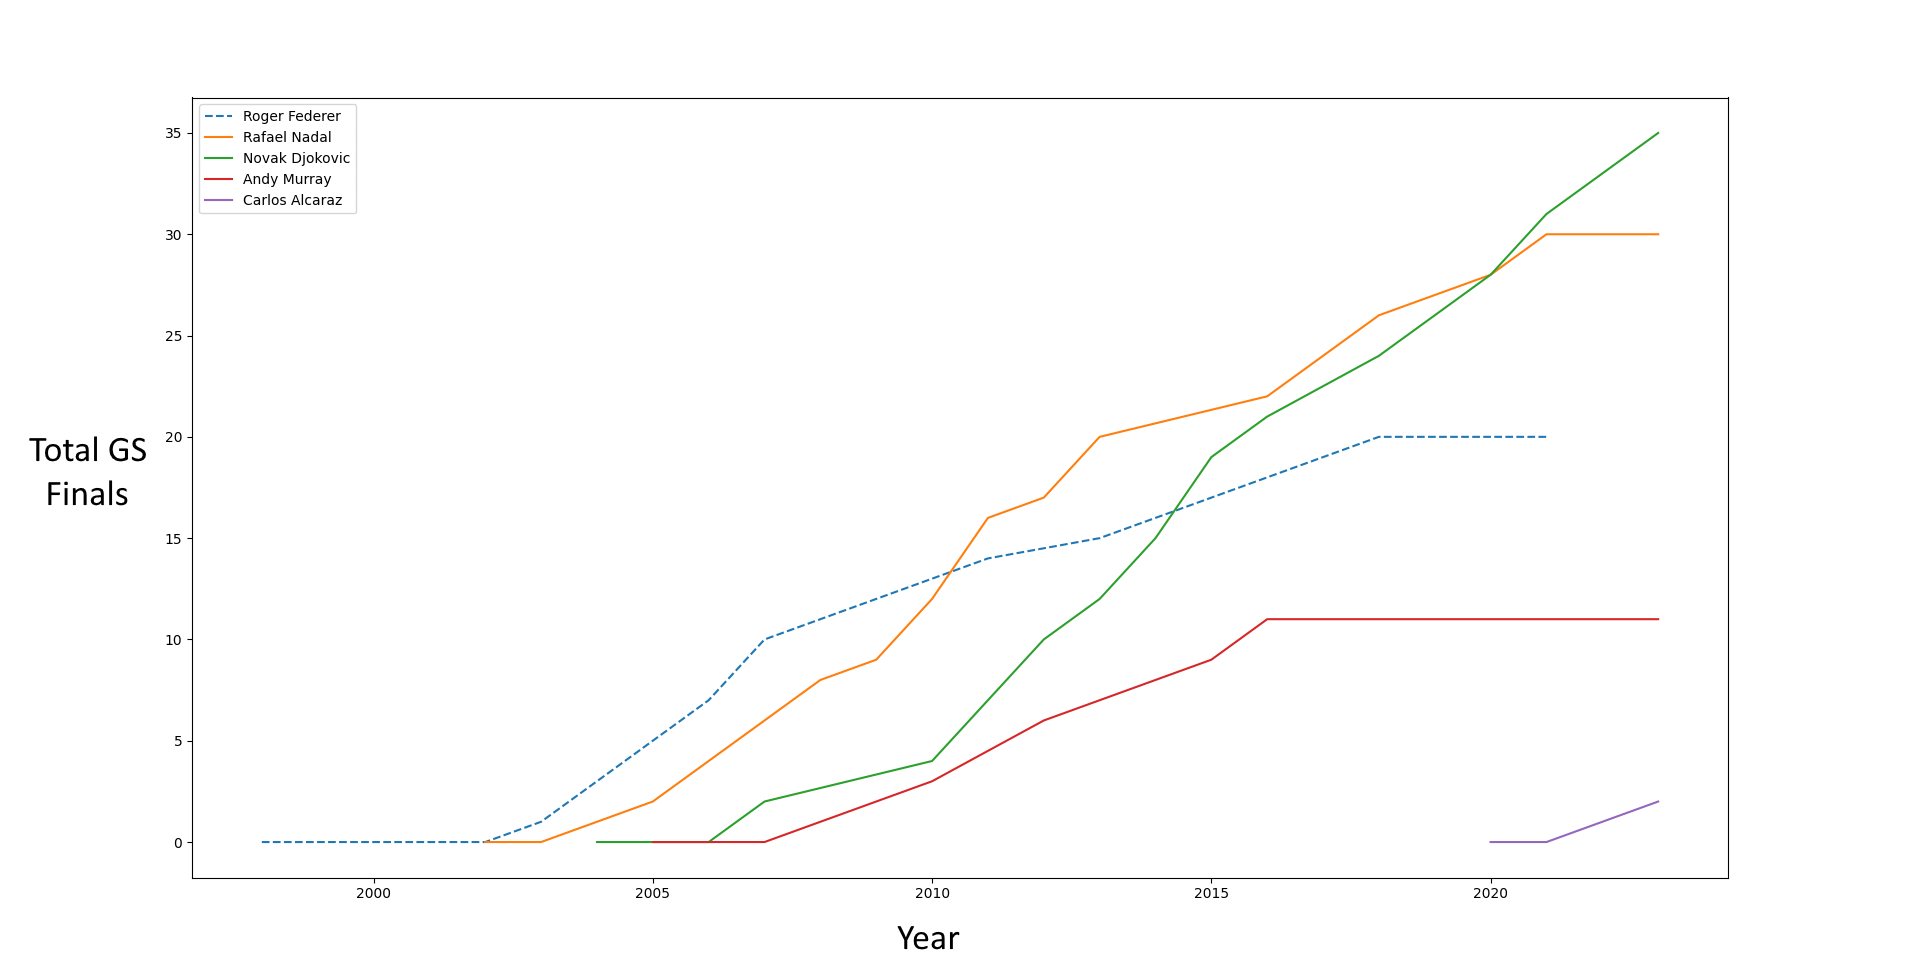 Roger Federer
Rafael Nadal
Novak Djokovic
Andy Murray
Carlos Alcaraz
35
30
25
20
15
10
5
0
Total GS
Finals
2000
2005
2010
2015
2020
Year